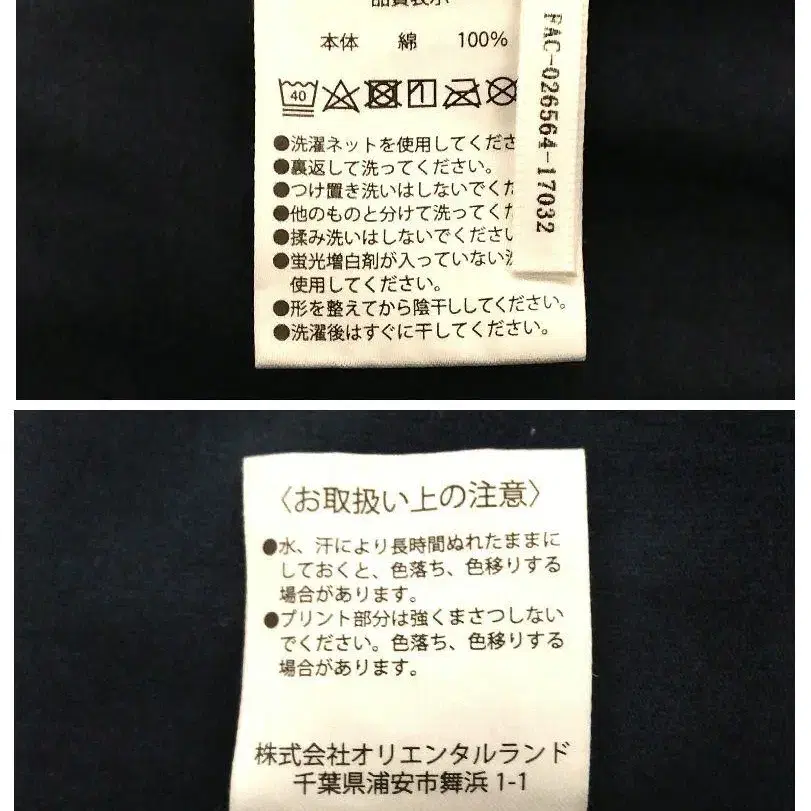 品質表示
本体 綿 100%
40
●洗濯ネットを使用してくださ
●裏返して洗ってください。
●つけ置き洗いはしないでくだ
●他のものと分けて洗ってくだ
●揉み洗いはしないでください
●蛍光増白剤が入っていない
使用してください。
●形を整えてから陰干ししてください。
●洗濯後はすぐに干してください。
FAC-026564-17032
〈お取扱い上の注意〉
●水、汗により長時間ぬれたままに
しておくと、色落ち、色移りする
場合があります。
●プリント部分は強くまさつしない
でください。色落ち、色移りする
場合があります。
株式会社オリエンタルランド
千葉県浦安市舞浜 1-1